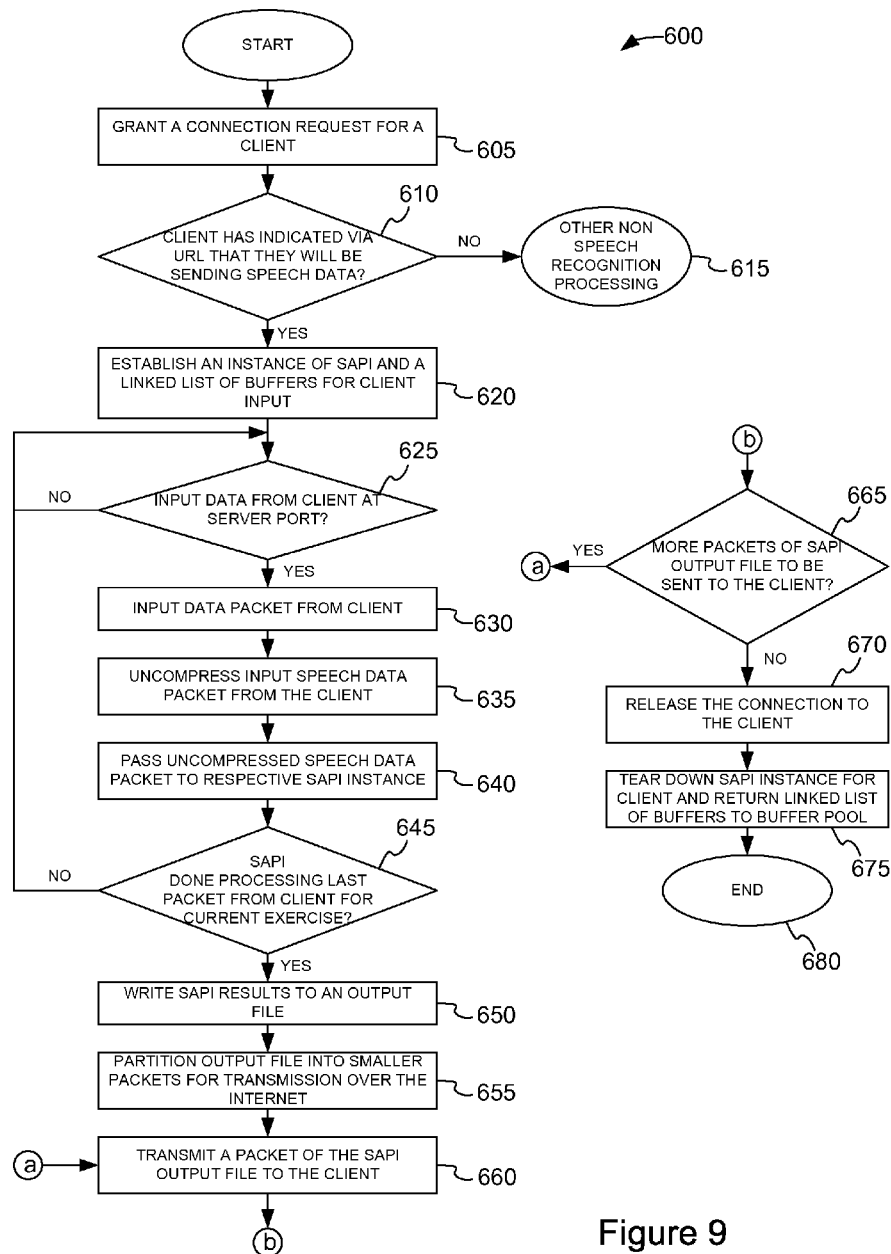 START
600
GRANT A CONNECTION REQUEST FOR A
CLIENT
605
610
CLIENT HAS INDICATED VIA
URL THAT THEY WILL BE
SENDING SPEECH DATA?
NO
OTHER NON
SPEECH
RECOGNITION
PROCESSING
615
YES
ESTABLISH AN INSTANCE OF SAPI AND A
LINKED LIST OF BUFFERS FOR CLIENT
INPUT
620
625
NO
INPUT DATA FROM CLIENT AT
SERVER PORT?
YES
INPUT DATA PACKET FROM CLIENT
630
UNCOMPRESS INPUT SPEECH DATA
PACKET FROM THE CLIENT
635
PASS UNCOMPRESSED SPEECH DATA
PACKET TO RESPECTIVE SAPI INSTANCE
640
645
NO
SAPI
DONE PROCESSING LAST
PACKET FROM CLIENT FOR
CURRENT EXERCISE?
YES
WRITE SAPI RESULTS TO AN OUTPUT
FILE
650
PARTITION OUTPUT FILE INTO SMALLER
PACKETS FOR TRANSMISSION OVER THE
INTERNET
655
a
TRANSMIT A PACKET OF THE SAPI
OUTPUT FILE TO THE CLIENT
660
b
b
665
a
YES
MORE PACKETS OF SAPI
OUTPUT FILE TO BE
SENT TO THE CLIENT?
NO
670
RELEASE THE CONNECTION TO
THE CLIENT
TEAR DOWN SAPI INSTANCE FOR
CLIENT AND RETURN LINKED LIST
OF BUFFERS TO BUFFER POOL
675
END
680
Figure 9